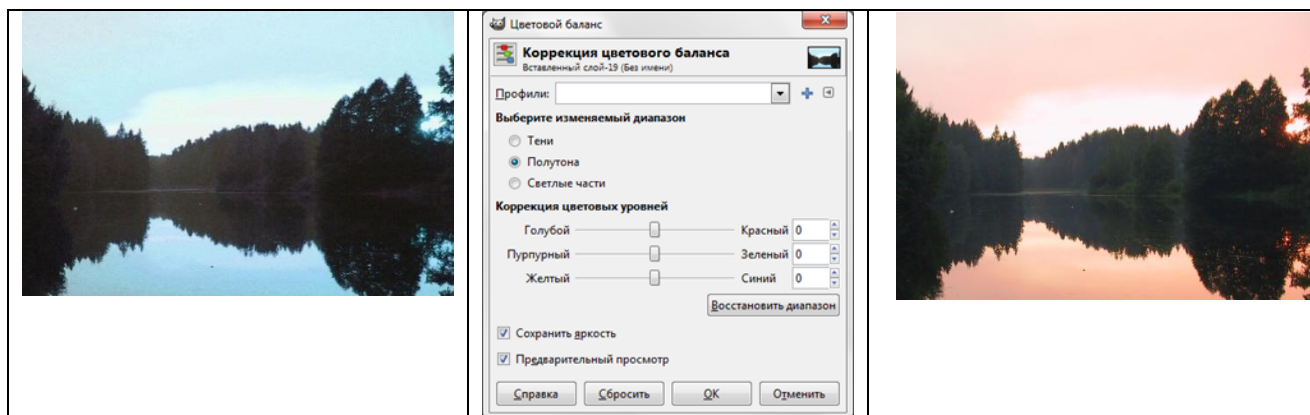 Цветовой баланс
Коррекция цветового баланса
Вставленный слой-19 (Без имени)
Профили:
Выберите изменяемый диапазон
Тени
Полутона
Светлые части
Коррекция цветовых уровней
Голубой Красный 0
Пурпурный Зеленый 0
Желтый Синий 0
Восстановить диапазон
Сохранить яркость
Предварительный просмотр
Справка Сбросить OK Отменить